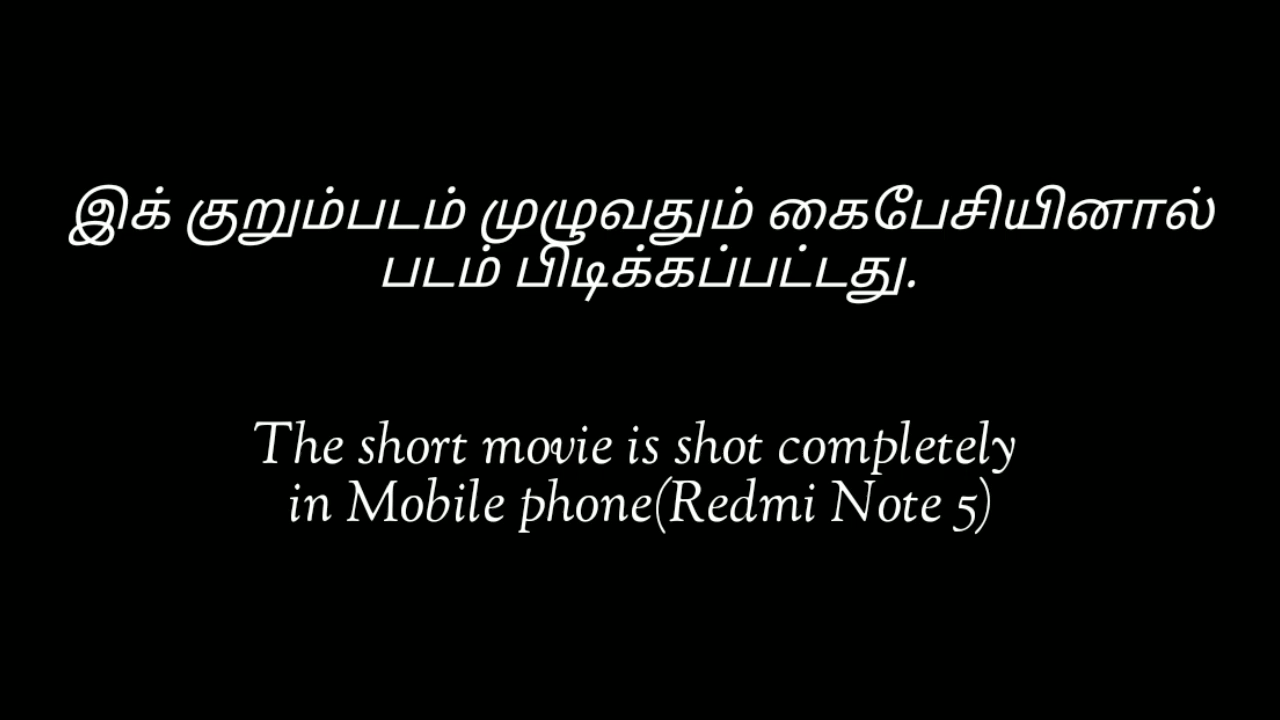 இக் குறும்படம் முழுவதும் கைபேசியினால்
படம் பிடிக்கப்பட்டது.
The short movie is shot completely
in Mobile phone(Redmi Note 5)